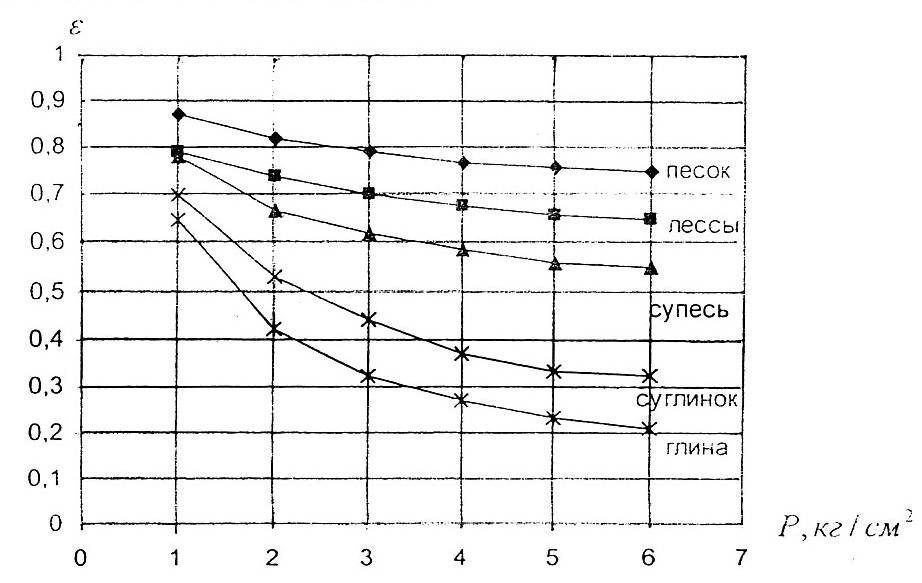 ε
1
0,9
0,8
0,7
0,6
0,5
0,4
0,3
0,2
0,1
0
песок
лессы
супесь
суглинок
глина
0 1 2 3 4 5 6 7
P, кг / см²